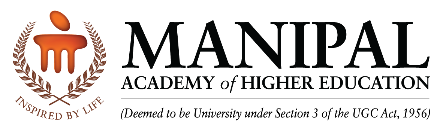 INSPIRED BY LIFE
MANIPAL
ACADEMY of HIGHER EDUCATION
(Deemed to be University under Section 3 of the UGC Act, 1956)